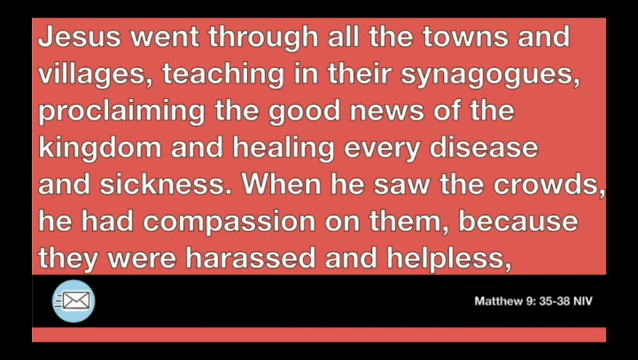 Jesus went through all the towns and
villages, teaching in their synagogues,
proclaiming the good news of the
kingdom and healing every disease
and sickness. When he saw the crowds,
he had compassion on them, because
they were harassed and helpless,
Matthew 9: 35-38 NIV